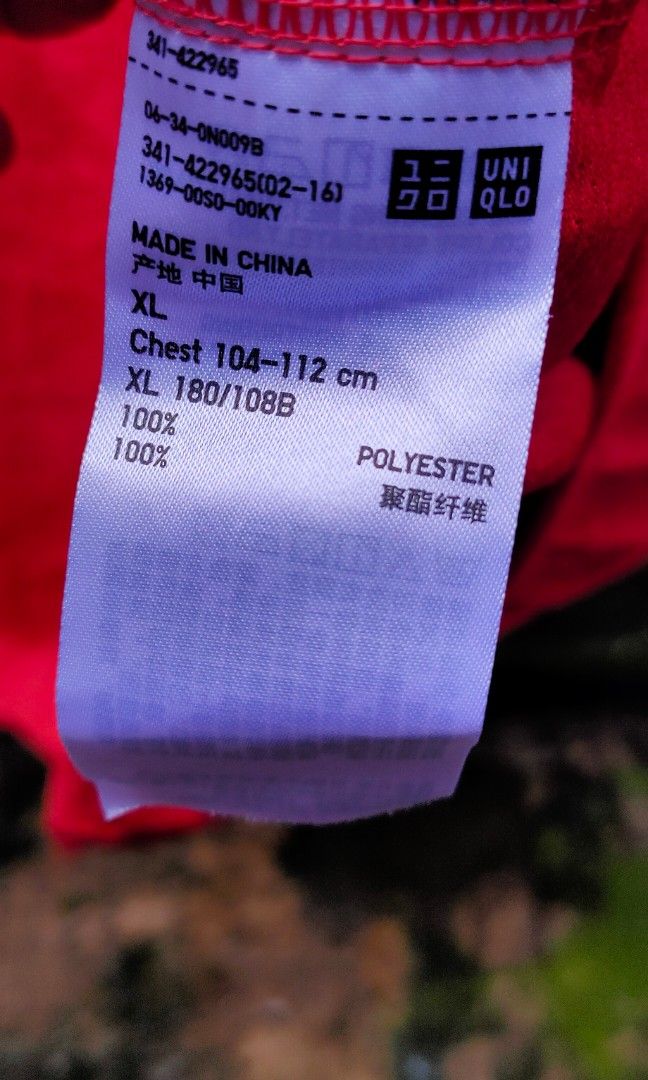 341-422965
06-34-0N009B
341-422965(02-16)
1369-00S0-00KY
ユニ
クロ
UNI
QLO
MADE IN CHINA
产地 中国
XL
Chest 104-112 cm
XL 180/108B
100%
100%
POLYESTER
聚酯纤维